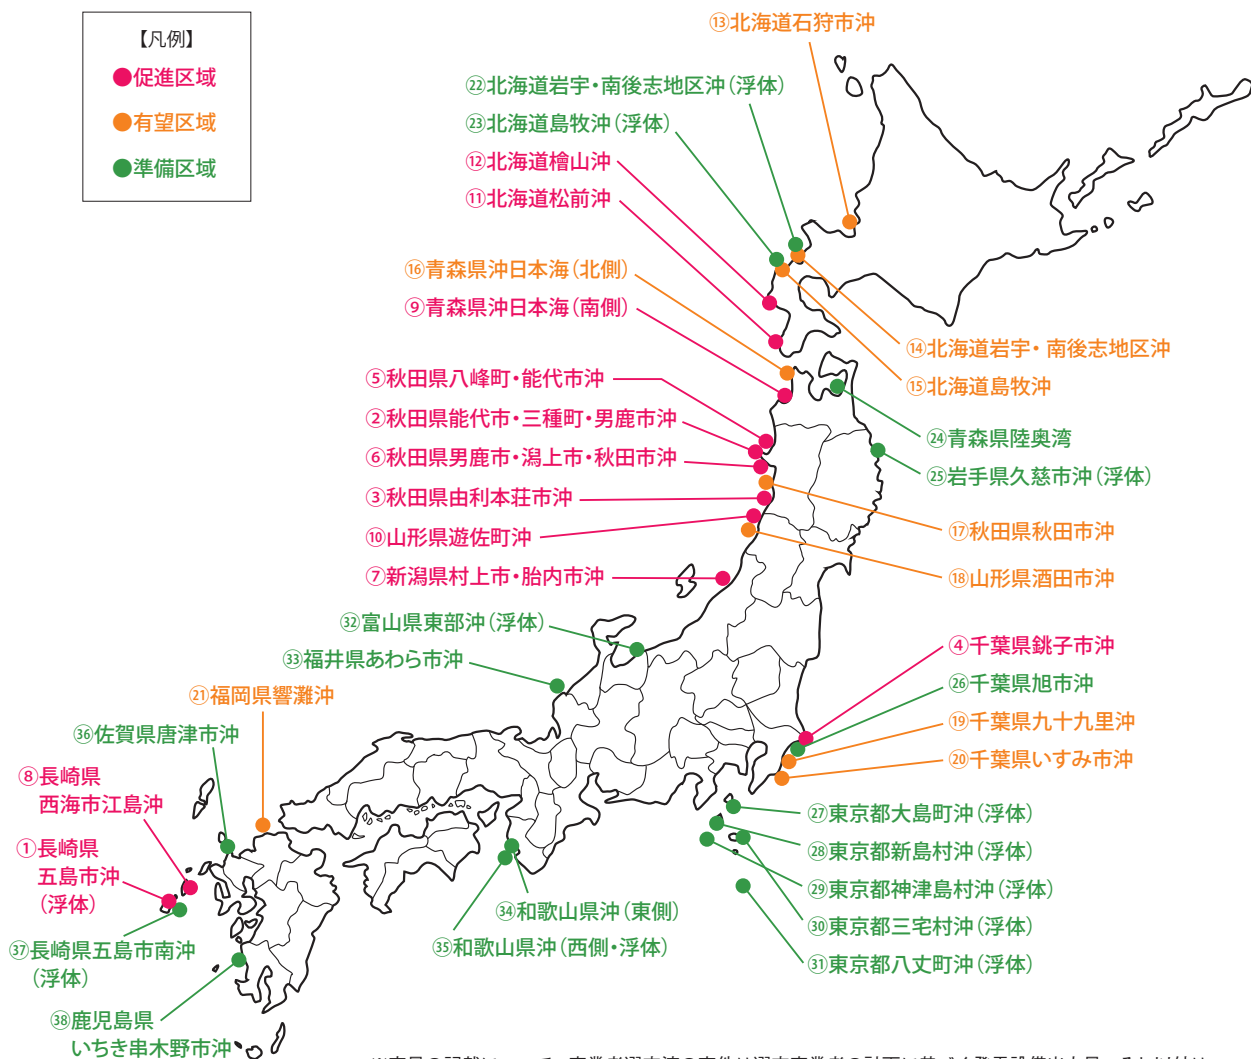 【凡例】
●促進区域
●有望区域
●準備区域
⑬北海道石狩市沖
㉒北海道岩宇・南後志地区沖（浮体）
㉓北海道島牧沖（浮体）
⑫北海道檜山沖
⑪北海道松前沖
⑯青森県沖日本海（北側）
⑨青森県沖日本海（南側）
⑭北海道岩宇・南後志地区沖
⑮北海道島牧沖
⑤秋田県八峰町・能代市沖
②秋田県能代市・三種町・男鹿市沖
⑥秋田県男鹿市・潟上市・秋田市沖
③秋田県由利本荘市沖
⑩山形県遊佐町沖
⑦新潟県村上市・胎内市沖
㉔青森県陸奥湾
㉕岩手県久慈市沖（浮体）
⑰秋田県秋田市沖
⑱山形県酒田市沖
㉜富山県東部沖（浮体）
㉝福井県あわら市沖
㉑福岡県響灘沖
㊱佐賀県唐津市沖
⑧長崎県
西海市江島沖
①長崎県
五島市沖
（浮体）
㊲長崎県五島市南沖
（浮体）
㊳鹿児島県
いちき串木野市沖
④千葉県銚子市沖
㉖千葉県旭市沖
⑲千葉県九十九里沖
⑳千葉県いすみ市沖
㉗東京都大島町沖（浮体）
㉘東京都新島村沖（浮体）
㉙東京都神津島村沖（浮体）
㉚東京都三宅村沖（浮体）
㉛東京都八丈町沖（浮体）
㉞和歌山県沖（東側）
㉟和歌山県沖（西側・浮体）